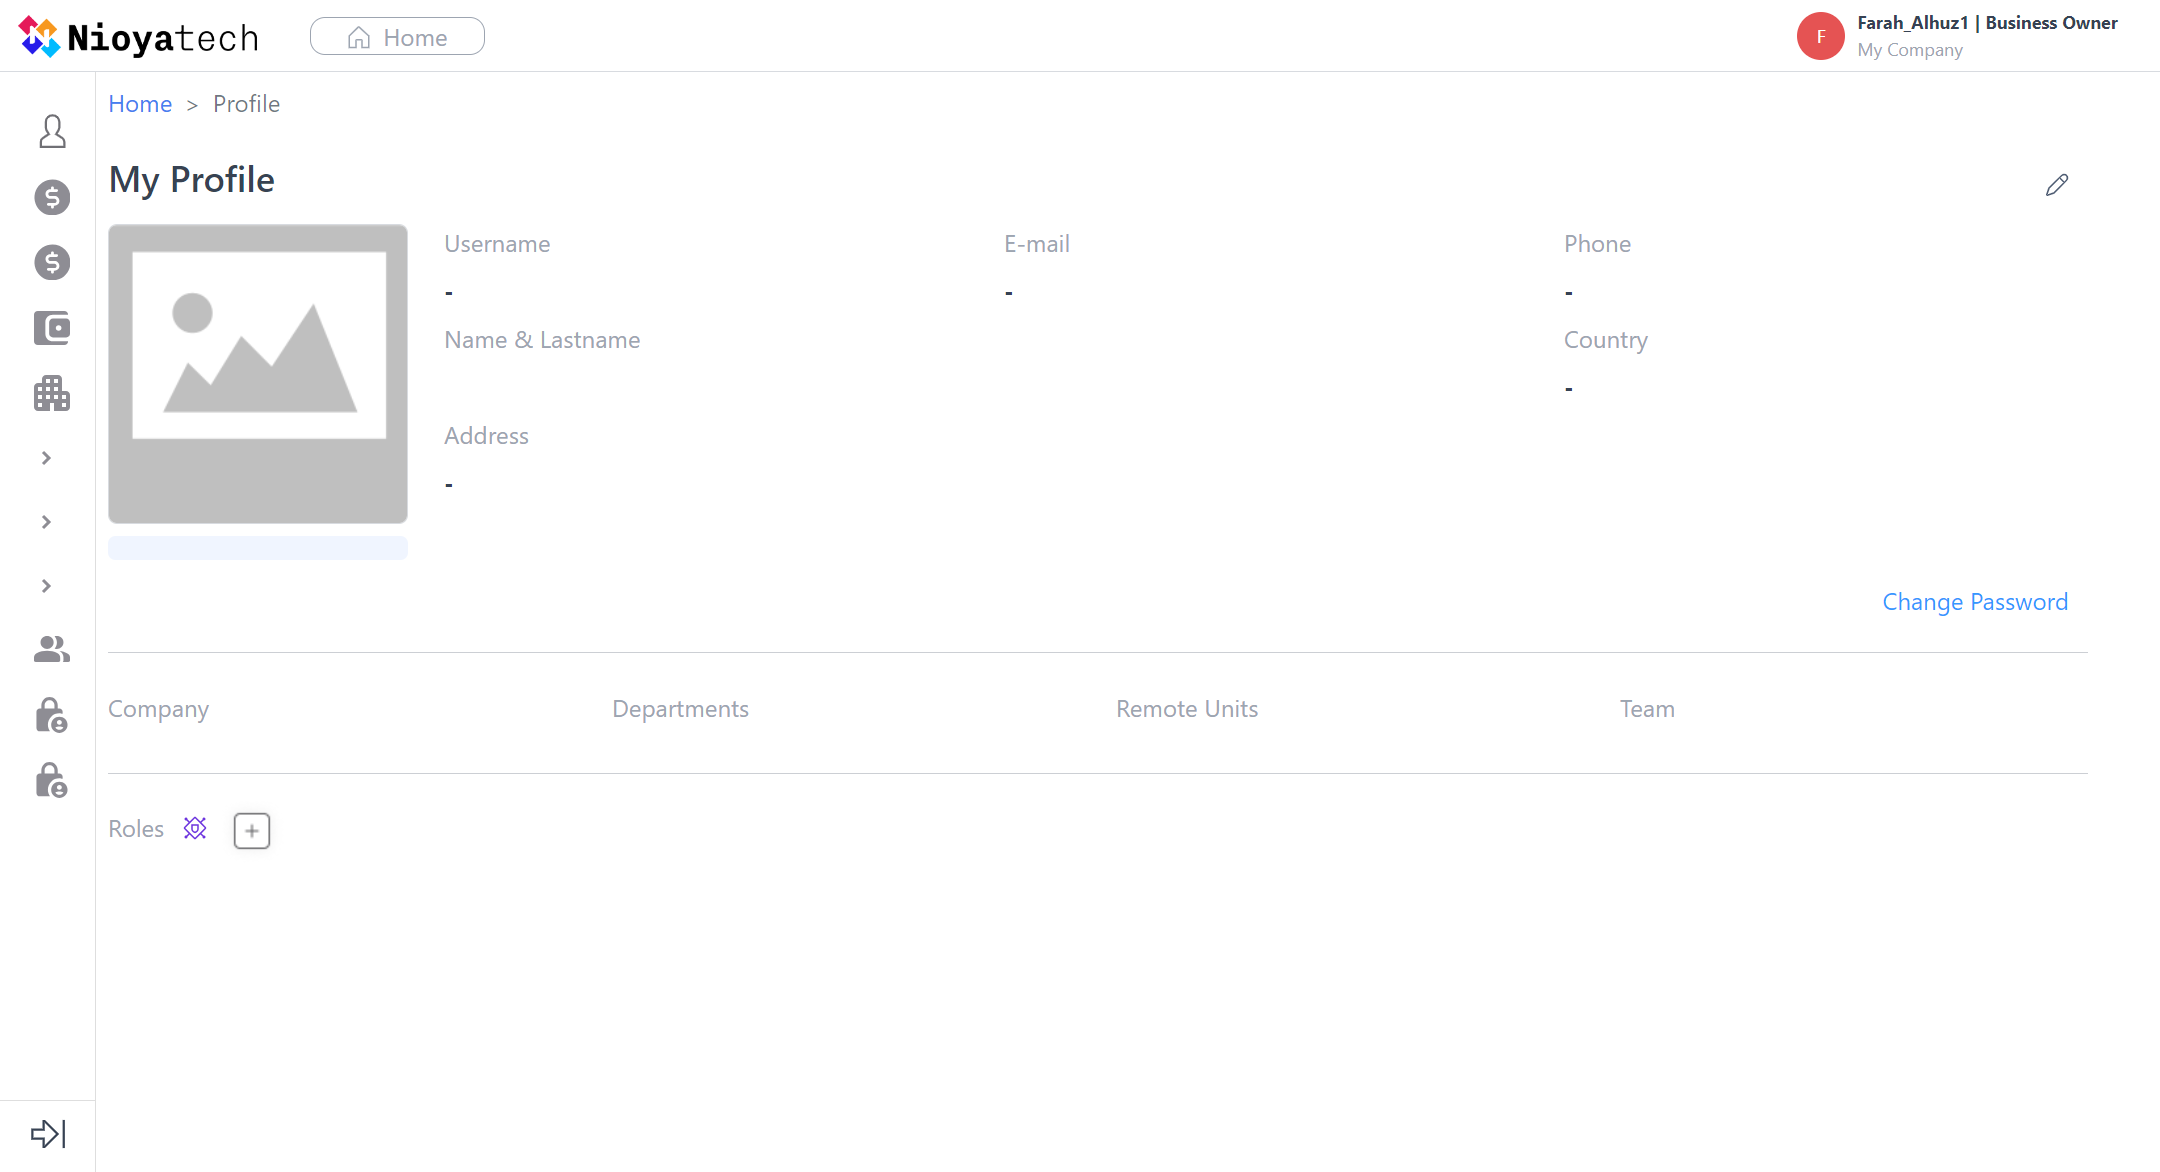 Nioyatech
Home
F
Farah_Alhuz1 | Business Owner
My Company
Home > Profile
My Profile
Username
E-mail
Phone
-
-
-
Name & Lastname
Country
-
Address
-
Change Password
Company
Departments
Remote Units
Team
Roles